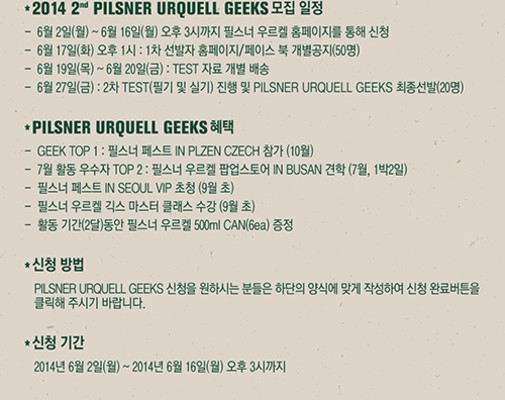 ★2014 2nd PILSNER URQUELL GEEKS 모집 일정
- 6월 2일(월) ~ 6월 16일(월) 오후 3시까지 필스너 우르켈 홈페이지를 통해 신청
- 6월 17일(화) 오후 1시 : 1차 선발자 홈페이지/페이스 북 개별공지(50명)
- 6월 19일(목) ~ 6월 20일(금) : TEST 자료 개별 배송
- 6월 27일(금) : 2차 TEST(필기 및 실기) 진행 및 PILSNER URQUELL GEEKS 최종선발(20명)
★PILSNER URQUELL GEEKS 혜택
- GEEK TOP 1 : 필스너 페스트 IN PLZEN CZECH 참가 (10월)
- 7월 활동 우수자 TOP 2 : 필스너 우르켈 팝업스토어 IN BUSAN 견학 (7월, 1박2일)
- 필스너 페스트 IN SEOUL VIP 초청 (9월 초)
- 필스너 우르켈 긱스 마스터 클래스 수강 (9월 초)
- 활동 기간(2달)동안 필스너 우르켈 500ml CAN(6ea) 증정
★신청 방법
PILSNER URQUELL GEEKS 신청을 원하시는 분들은 하단의 양식에 맞게 작성하여 신청 완료버튼을
클릭해 주시기 바랍니다.
★신청 기간
2014년 6월 2일(월) ~ 2014년 6월 16일(월) 오후 3시까지